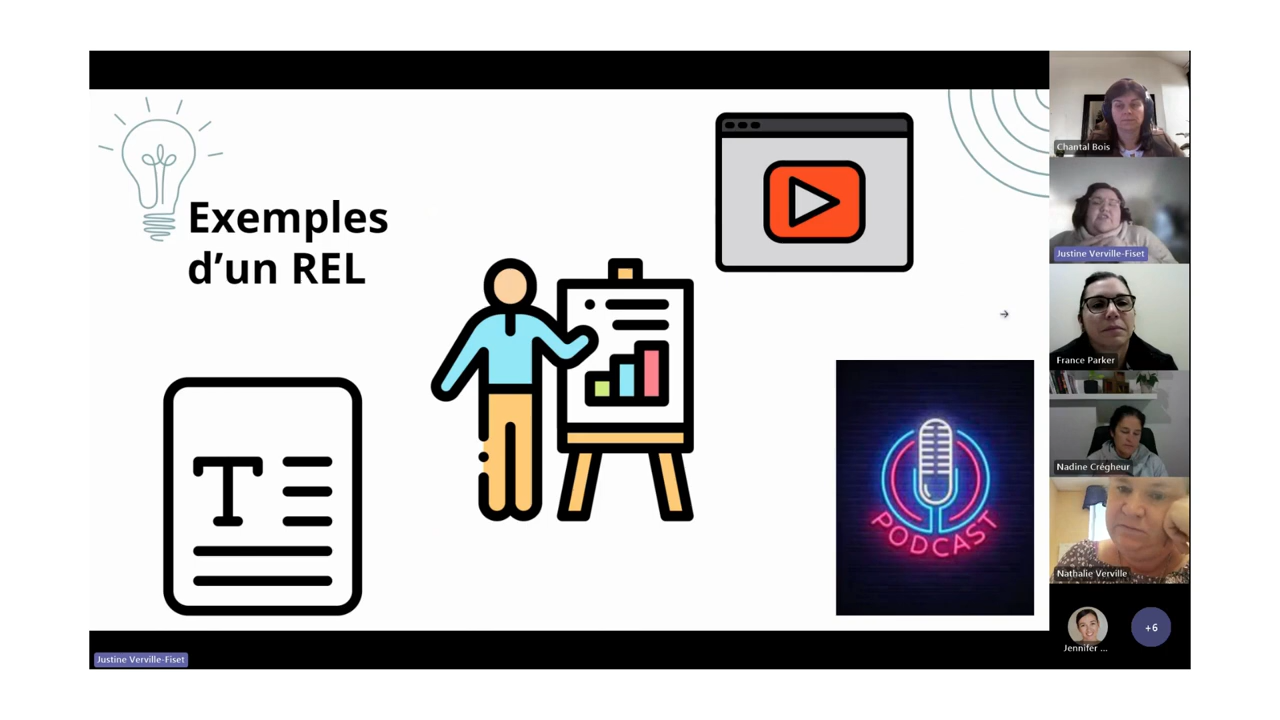 Exemples
d'un REL
T
PODCAST
Chantal Bois
Justine Verville-Fiset
France Parker
Nadine Crégheur
Nathalie Verville
Jennifer ...
+6
Justine Verville-Fiset